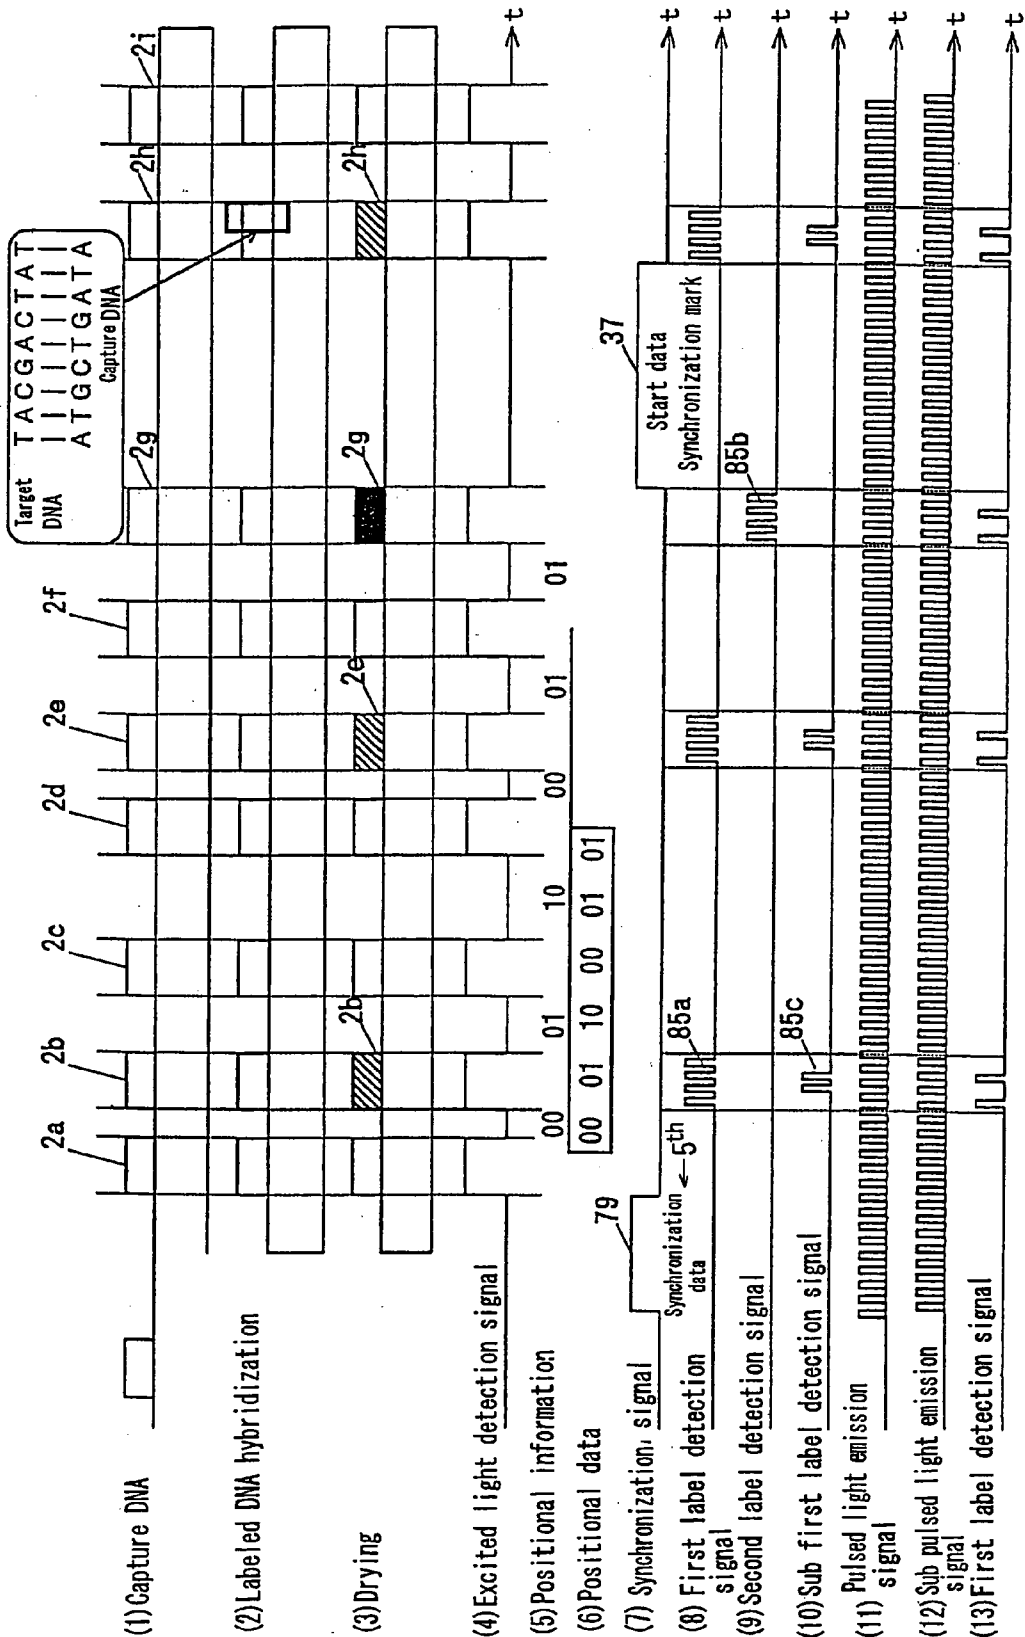 Target DNA
TACGACTAT
ATGCTGATA
Capture DNA
(1)Capture DNA
2a
2b
2c
2d
2e
2f
2g
2h
2i
(2)Labeled DNA hybridization
(3)Drying
2b
2e
2g
2h
(4)Excited light detection signal
t
(5)Positional information
00
01
10
00
01
01
(6)Positional data
00 01 10 00 01 01
(7) Synchronization signal
79
37
Start data
Synchronization mark
t
Synchronization data
5th
(8) First label detection signal
85a
t
(9)Second label detection signal
85b
t
(10)Sub first label detection signal
85c
t
(11) Pulsed light emission signal
t
(12)Sub pulsed light emission signal
t
(13)First label detection signal
t